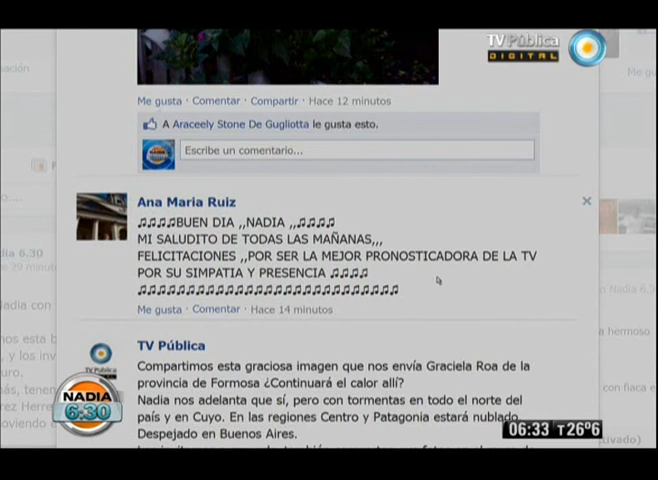 TV Pública
DIGITAL
Me gusta · Comentar · Compartir · Hace 12 minutos
A Araceely Stone De Gugliotta le gusta esto.
Escribe un comentario...
Ana Maria Ruiz
♫♫♫♫BUEN DIA ,,NADIA ,,♫♫♫♫
MI SALUDITO DE TODAS LAS MAÑANAS,,,
FELICITACIONES ,,POR SER LA MEJOR PRONOSTICADORA DE LA TV
POR SU SIMPATIA Y PRESENCIA ♫♫♫♫
♫♫♫♫♫♫♫♫♫♫♫♫♫♫♫♫♫♫♫♫♫♫♫♫♫♫♫
Me gusta · Comentar · Hace 14 minutos
TV Pública
Compartimos esta graciosa imagen que nos envía Graciela Roa de la
provincia de Formosa ¿Continuará el calor allí?
Nadia nos adelanta que sí, pero con tormentas en todo el norte del
país y en Cuyo. En las regiones Centro y Patagonia estará nublado.
Despejado en Buenos Aires.
NADIA
6:30
06:33 T26°6